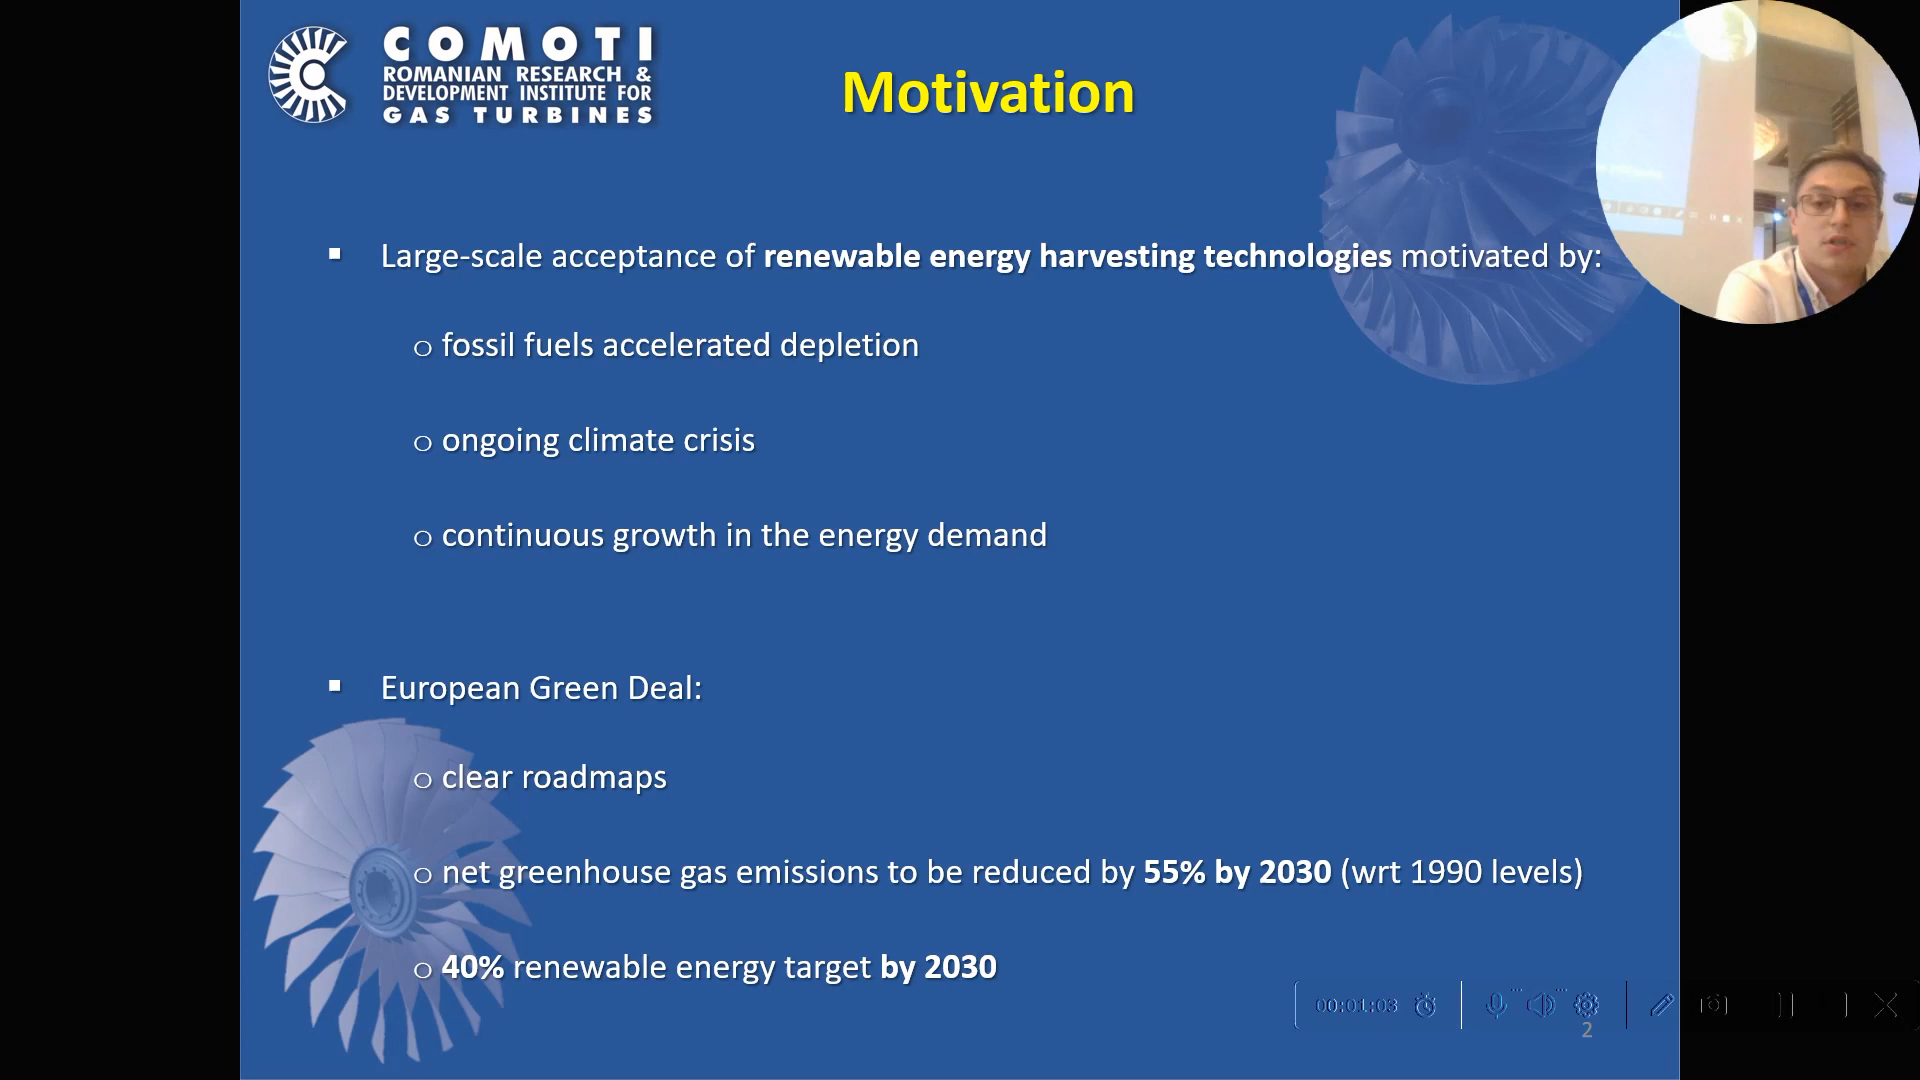 COMOTI
ROMANIAN RESEARCH &
DEVELOPMENT INSTITUTE FOR
GAS TURBINES
Motivation
▪ Large-scale acceptance of renewable energy harvesting technologies motivated by:
o fossil fuels accelerated depletion
o ongoing climate crisis
o continuous growth in the energy demand
▪ European Green Deal:
o clear roadmaps
o net greenhouse gas emissions to be reduced by 55% by 2030 (wrt 1990 levels)
o 40% renewable energy target by 2030
00:01:03
2